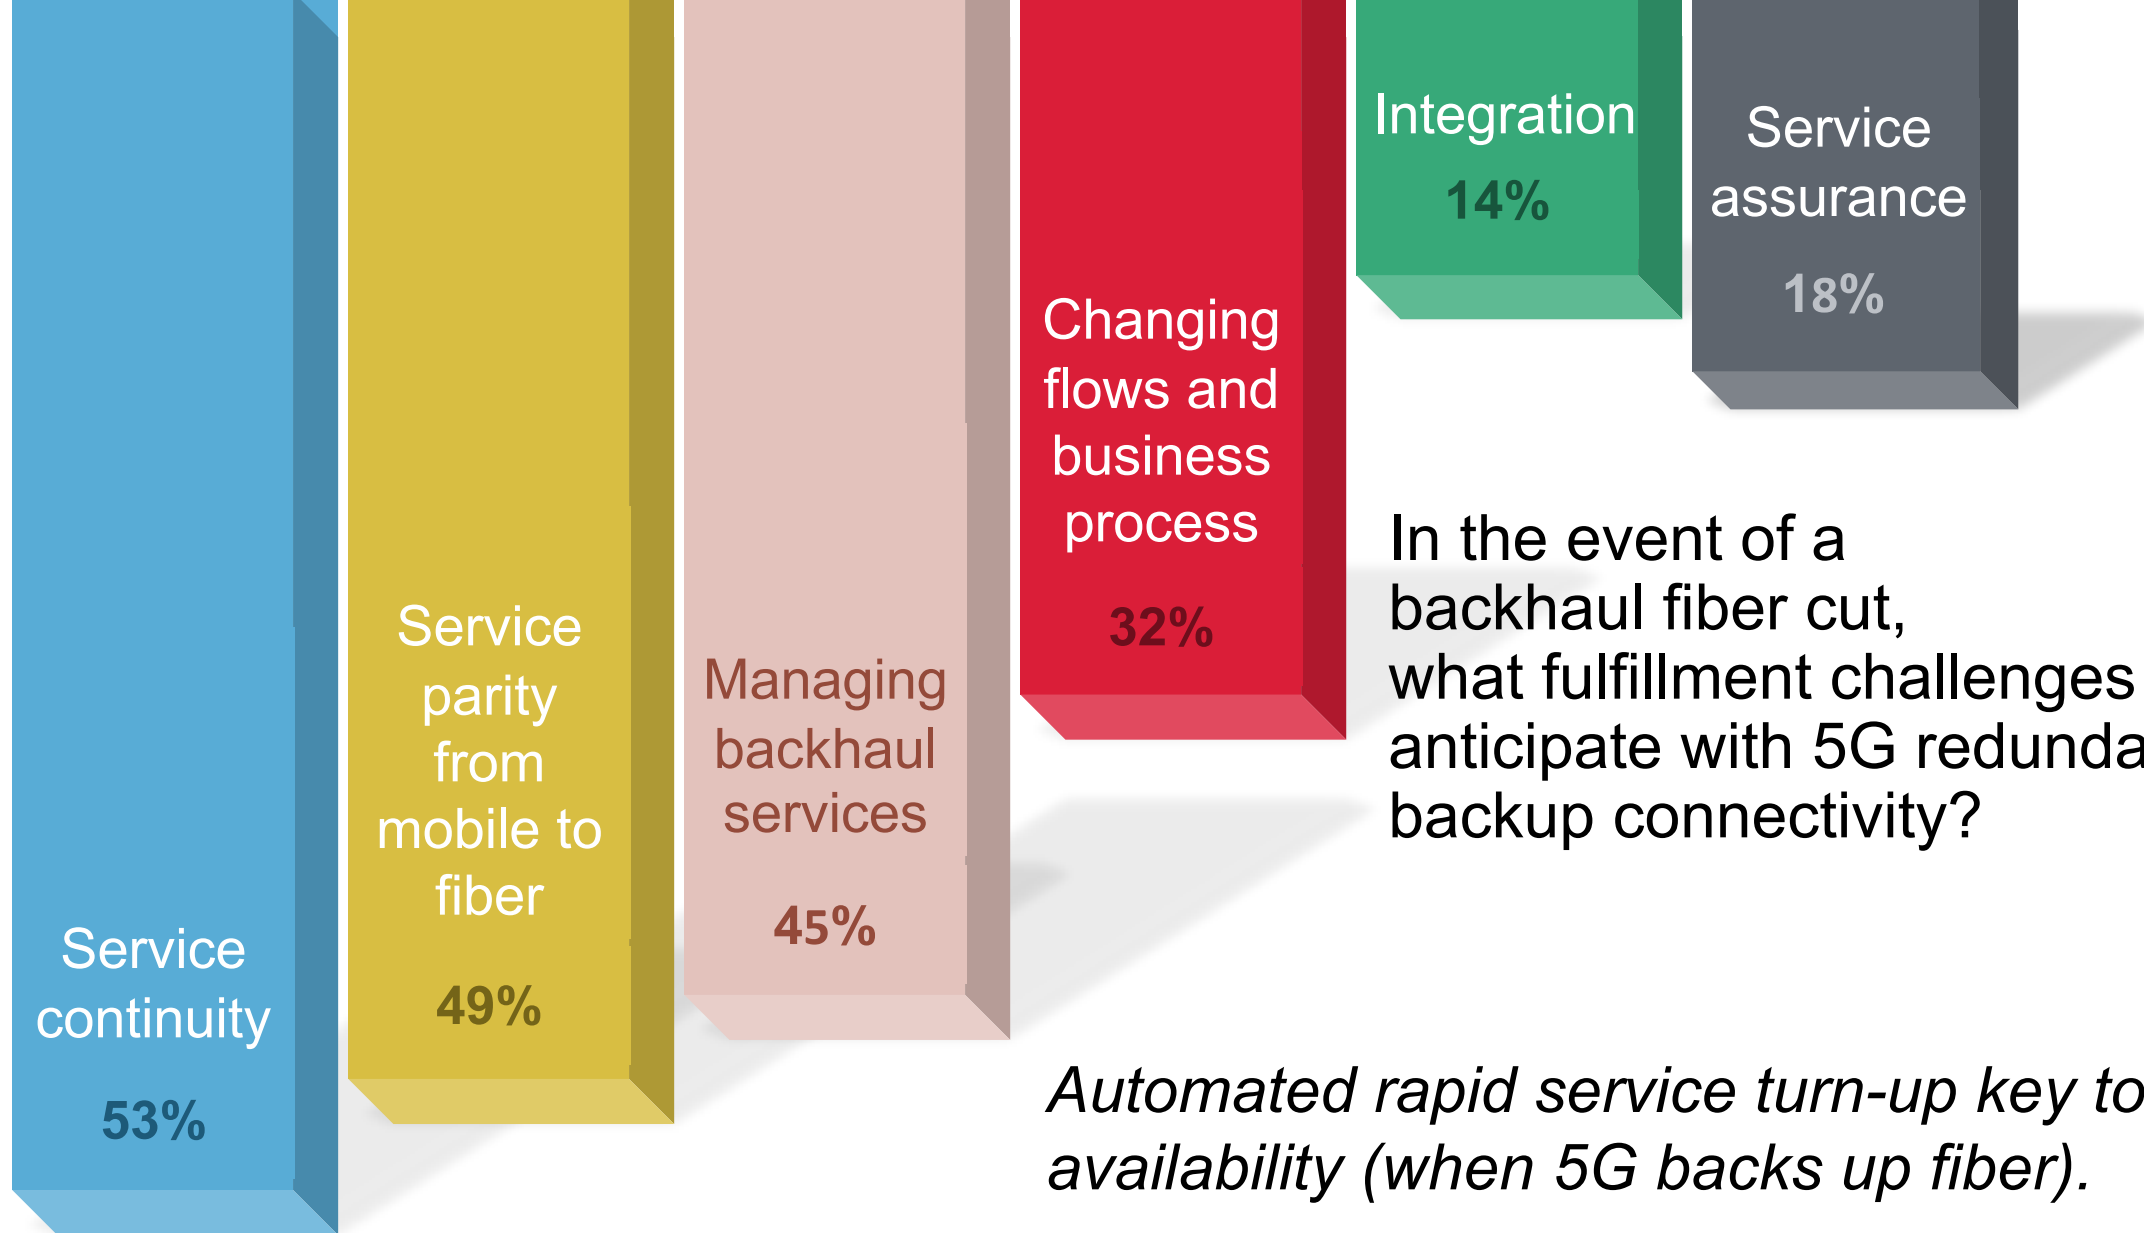 Service
continuity
53%
Service
parity
from
mobile to
fiber
49%
Managing
backhaul
services
45%
Changing
flows and
business
process
32%
Integration
14%
Service
assurance
18%
In the event of a
backhaul fiber cut,
what fulfillment challenges
anticipate with 5G
backup connectivity?
Automated rapid service turn-up key to
availability (when 5G backs up fiber).